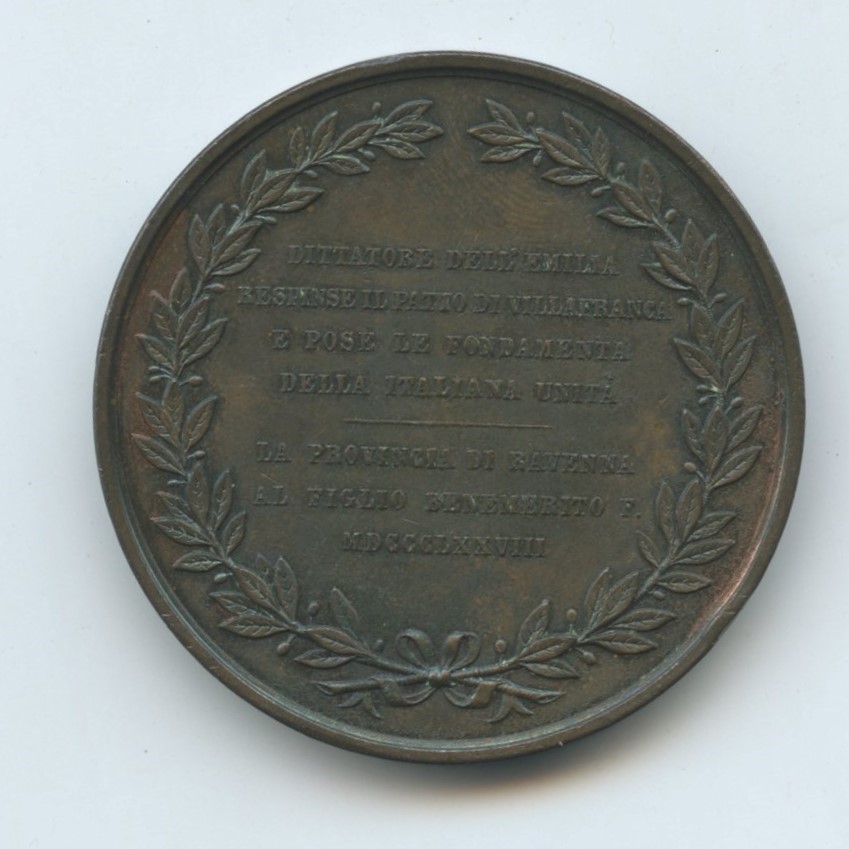 DITTATORE DELL'EMILIA
RESPINSE IL PATTO DI VILLAFRANCA
E POSE LE FONDAMENTA
DELLA ITALIANA UNITÀ
LA PROVINCIA DI RAVENNA
AL FIGLIO BENEMERITO F.
MDCCCLXXVIII